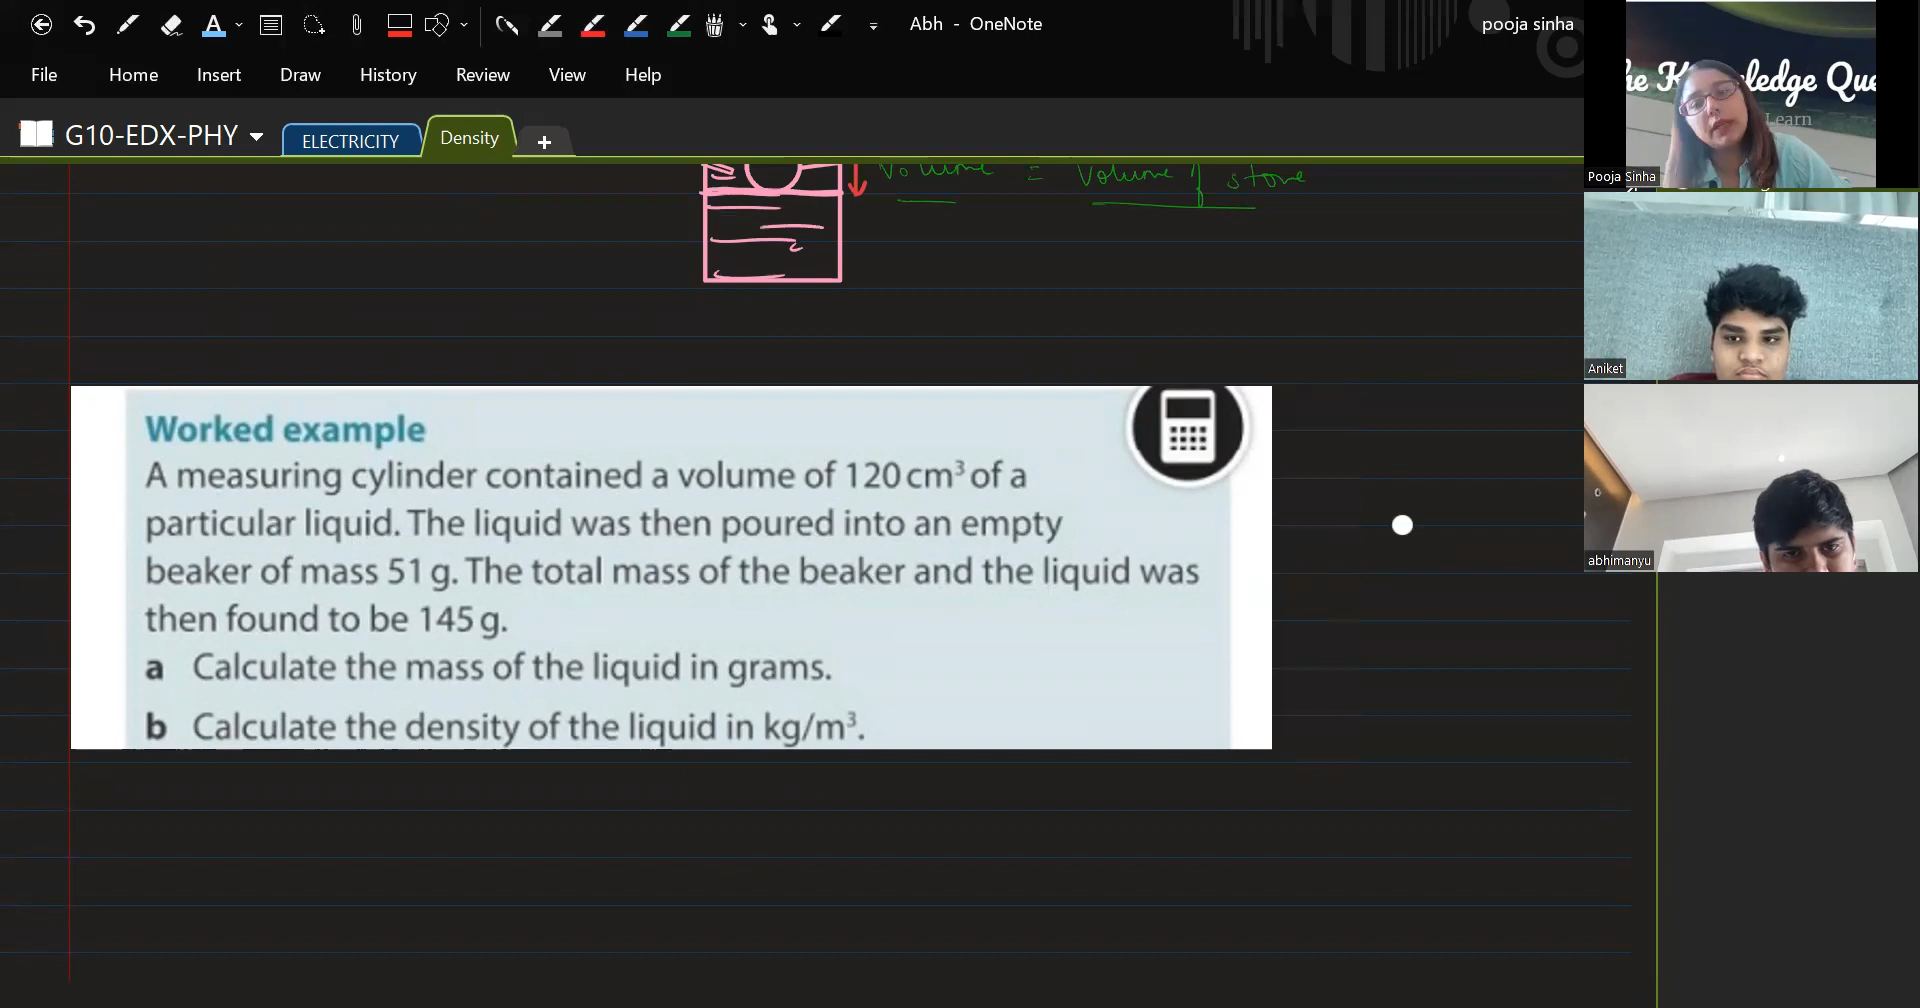 Abh - OneNote
pooja sinha
File Home Insert Draw History Review View Help
G10-EDX-PHY ELECTRICITY Density +
Volume = Volume of stone
Worked example
A measuring cylinder contained a volume of 120 cm³ of a
particular liquid. The liquid was then poured into an empty
beaker of mass 51 g. The total mass of the beaker and the liquid was
then found to be 145 g.
a Calculate the mass of the liquid in grams.
b Calculate the density of the liquid in kg/m³.
Learn
Pooja Sinha
Aniket
abhimanyu